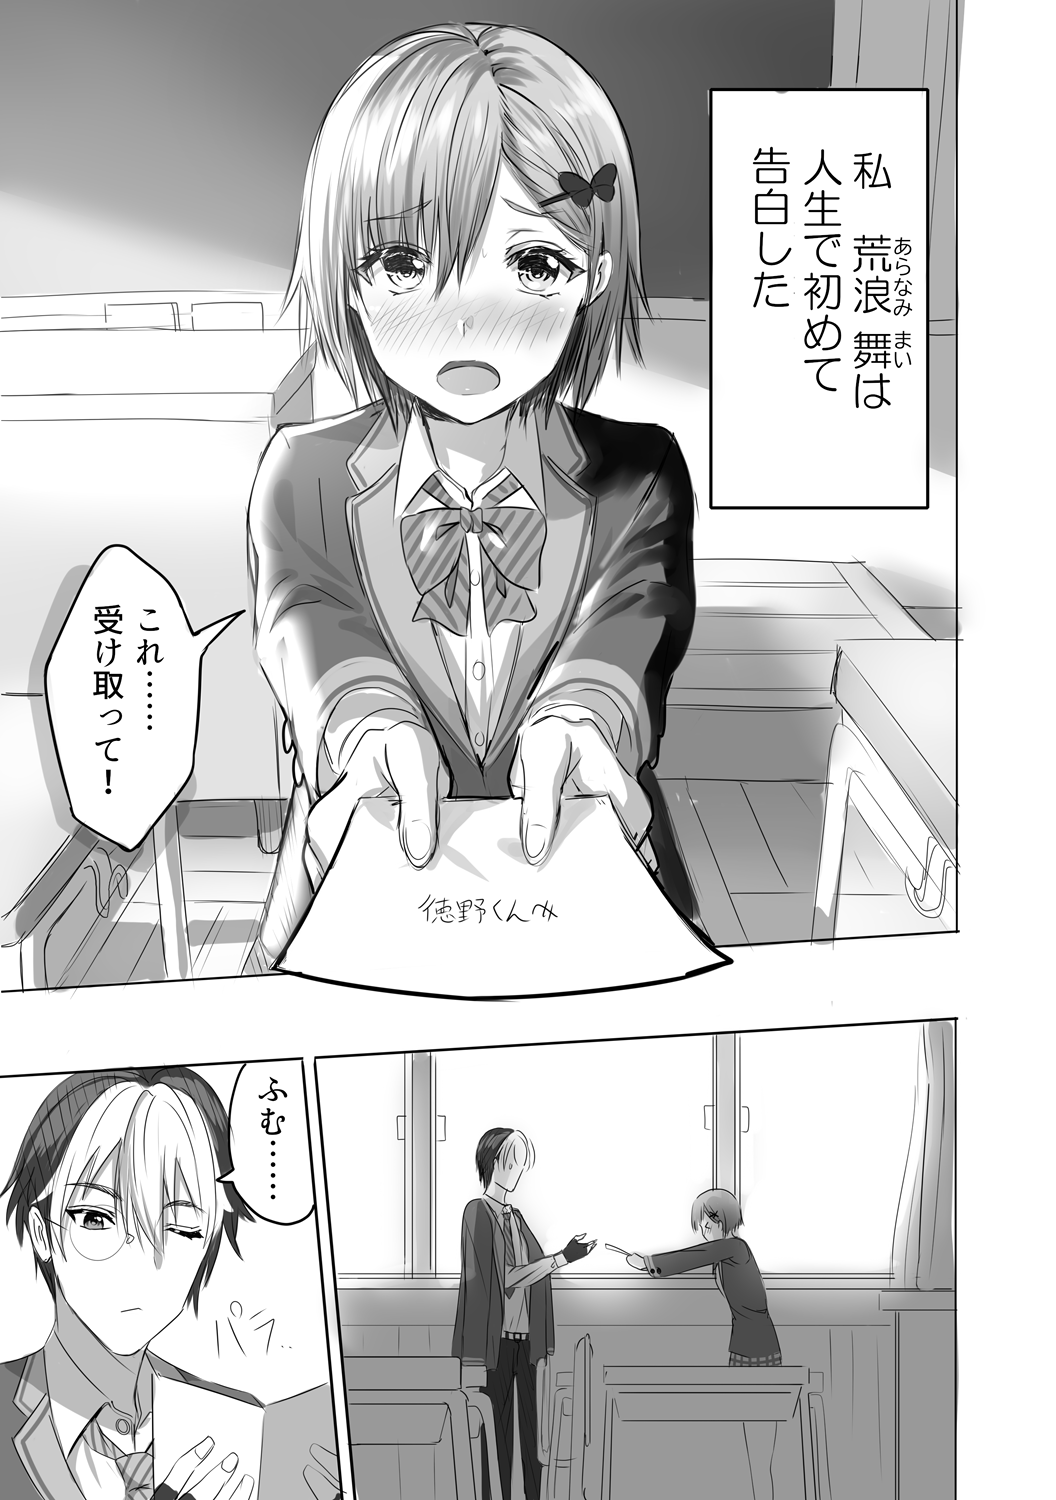 私　荒浪舞は
あらなみ　まい
人生で初めて
告白した
これ……
受け取って！
徳野くんへ
ふむ……
パラ…